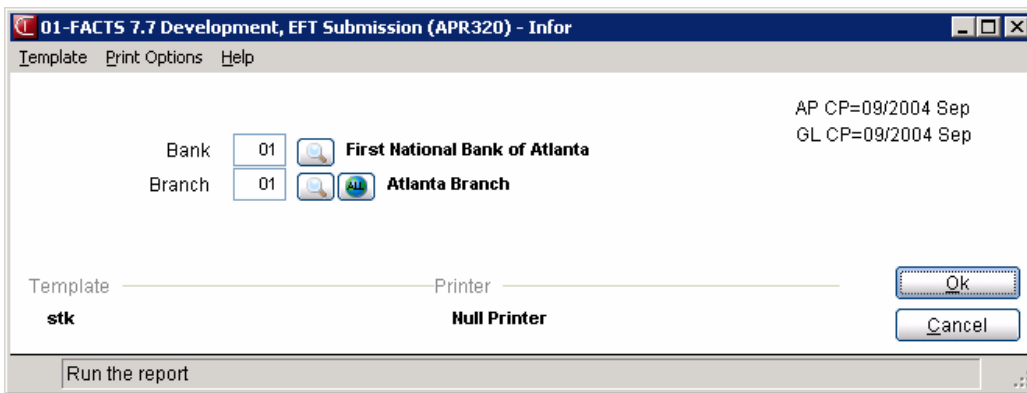 01-FACTS 7.7 Development, EFT Submission (APR320) - Infor
Template Print Options Help
AP CP=09/2004 Sep
GL CP=09/2004 Sep
Bank 01 First National Bank of Atlanta
Branch 01 ALL Atlanta Branch
Template Printer Ok
stk Null Printer Cancel
Run the report